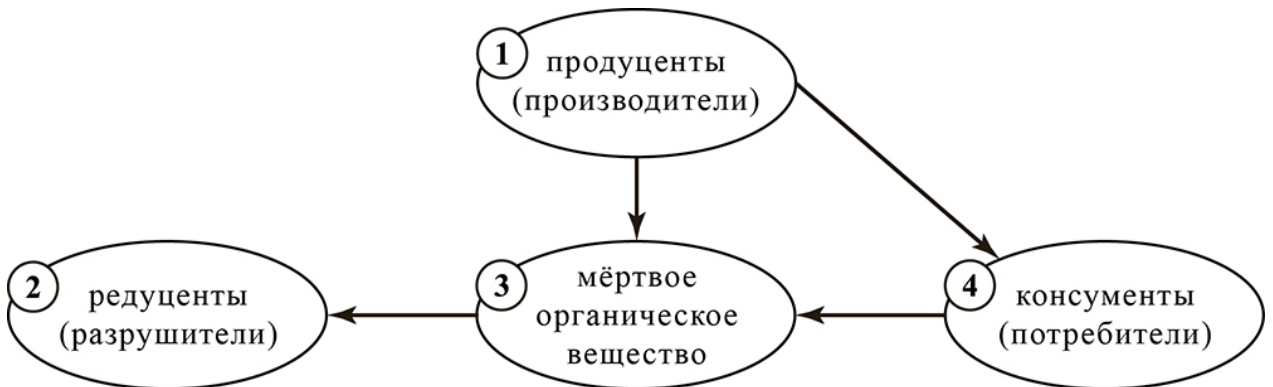 1
продуценты
(производители)
2
редуценты
(разрушители)
3
мёртвое
органическое
вещество
4
консументы
(потребители)